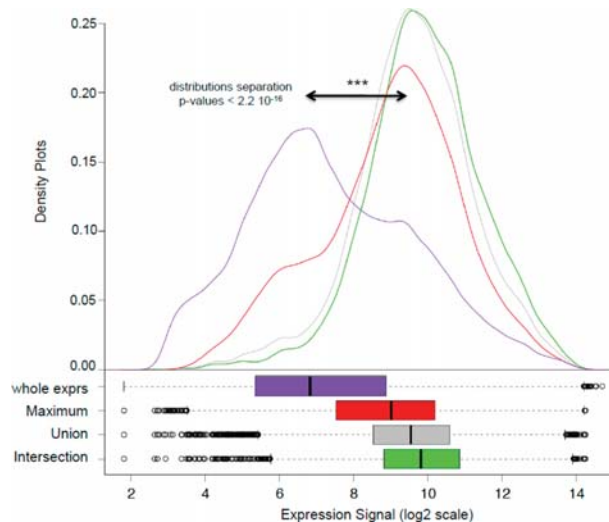 0.25
0.20
0.15
0.10
0.05
0.00
Density Plots
distributions separation
p-values < 2.2 10⁻¹⁶
***
whole exprs
Maximum
Union
Intersection
2 4 6 8 10 12 14
Expression Signal (log2 scale)